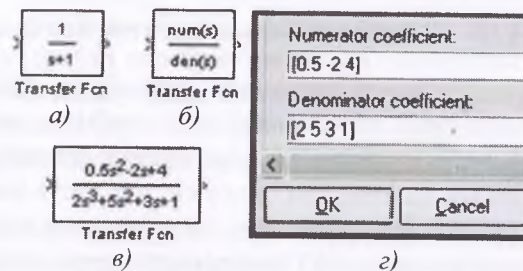 1
s+1
Transfer Fcn
а)
num(s)
den(s)
Transfer Fcn
б)
0.5s²-2s+4
2s³+5s²+3s+1
Transfer Fcn
в)
Numerator coefficient:
[0.5 -2 4]
Denominator coefficient:
[2 5 3 1]
<
OK
Cancel
г)